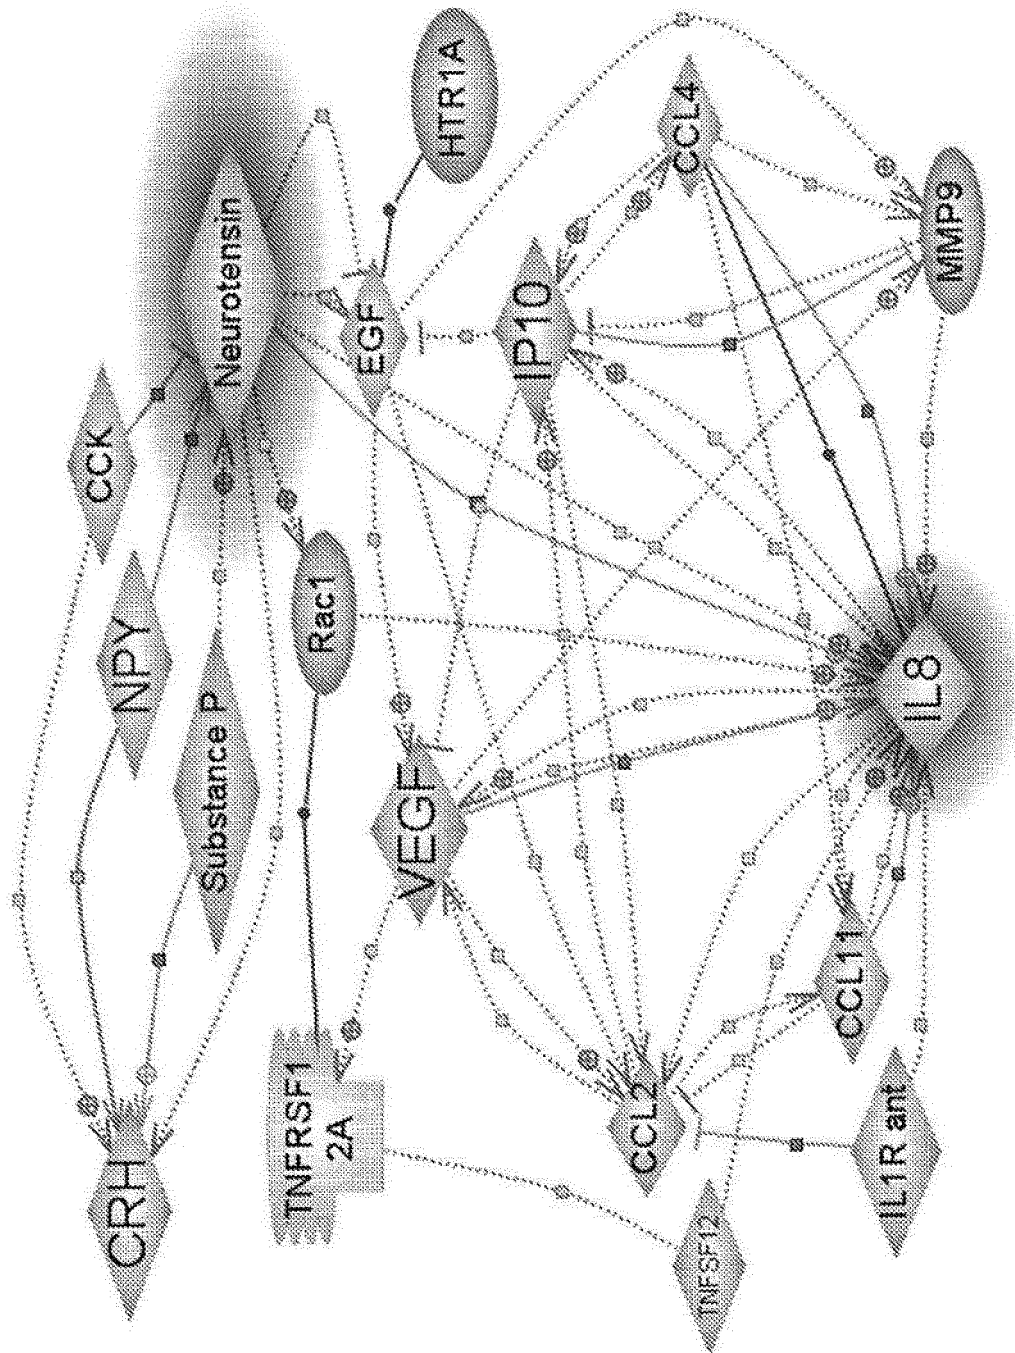 CRH
CCK
NPY
Substance P
Neurotensin
TNFRSF1
2A
Rac1
EGF
HTR1A
VEGF
IP10
CCL2
CCL4
TNFSF12
CCL11
IL1R ant
IL8
MMP9